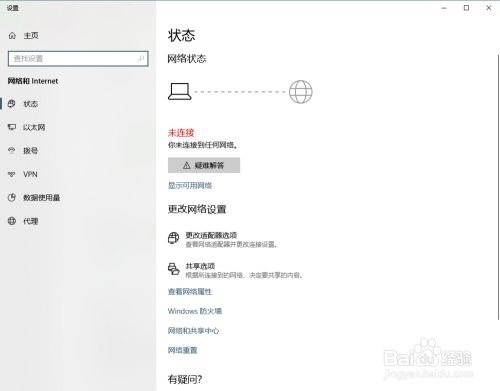 设置
主页
查找设置
网络和 Internet
状态
以太网
拨号
VPN
数据使用量
代理
状态
网络状态
未连接
你未连接到任何网络。
疑难解答
显示可用网络
更改网络设置
更改适配器选项
查看网络适配器并更改连接设置。
共享选项
根据所连接到的网络,决定要共享的内容。
查看网络属性
Windows 防火墙
网络和共享中心
网络重置
有疑问?
Baidu 经验
jingyan.baidu.com